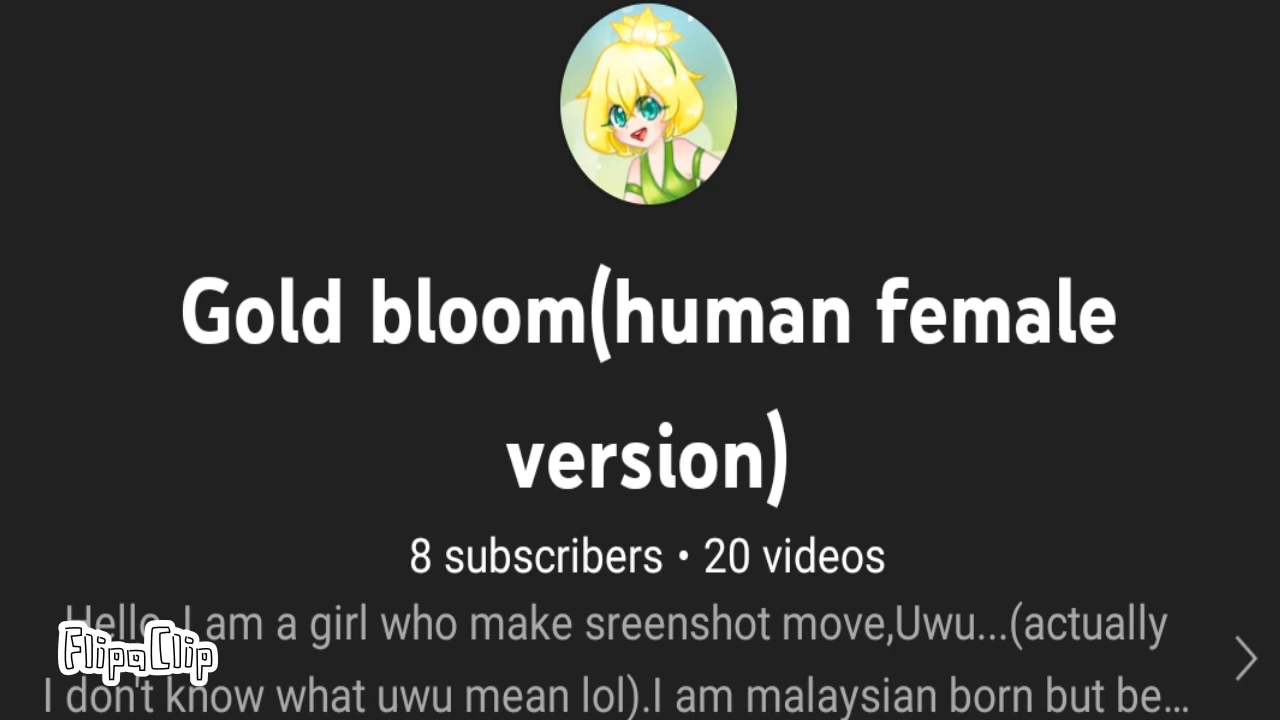 Gold bloom(human female
version)
8 subscribers • 20 videos
Hello, I am a girl who make sreenshot move,Uwu...(actually
FlipaClip
I don't know what uwu mean lol).I am malaysian born but be...